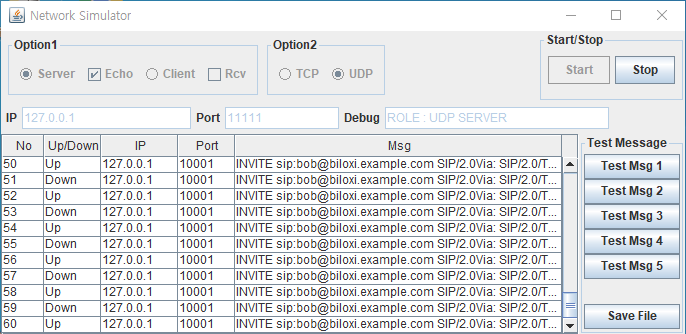 Network Simulator
Option1 Option2 Start/Stop
Server Echo Client Rcv TCP UDP Start Stop
IP 127.0.0.1 Port 11111 Debug ROLE : UDP SERVER
No Up/Down IP Port Msg Test Message
50 Up 127.0.0.1 10001 INVITE sip:bob@biloxi.example.com SIP/2.0Via: SIP/2.0/T... Test Msg 1
51 Down 127.0.0.1 10001 INVITE sip:bob@biloxi.example.com SIP/2.0Via: SIP/2.0/T...
52 Up 127.0.0.1 10001 INVITE sip:bob@biloxi.example.com SIP/2.0Via: SIP/2.0/T... Test Msg 2
53 Down 127.0.0.1 10001 INVITE sip:bob@biloxi.example.com SIP/2.0Via: SIP/2.0/T... Test Msg 3
54 Up 127.0.0.1 10001 INVITE sip:bob@biloxi.example.com SIP/2.0Via: SIP/2.0/T...
55 Down 127.0.0.1 10001 INVITE sip:bob@biloxi.example.com SIP/2.0Via: SIP/2.0/T... Test Msg 4
56 Up 127.0.0.1 10001 INVITE sip:bob@biloxi.example.com SIP/2.0Via: SIP/2.0/T... Test Msg 5
57 Down 127.0.0.1 10001 INVITE sip:bob@biloxi.example.com SIP/2.0Via: SIP/2.0/T...
58 Up 127.0.0.1 10001 INVITE sip:bob@biloxi.example.com SIP/2.0Via: SIP/2.0/T...
59 Down 127.0.0.1 10001 INVITE sip:bob@biloxi.example.com SIP/2.0Via: SIP/2.0/T... Save File
60 Up 127.0.0.1 10001 INVITE sip:bob@biloxi.example.com SIP/2.0Via: SIP/2.0/T...